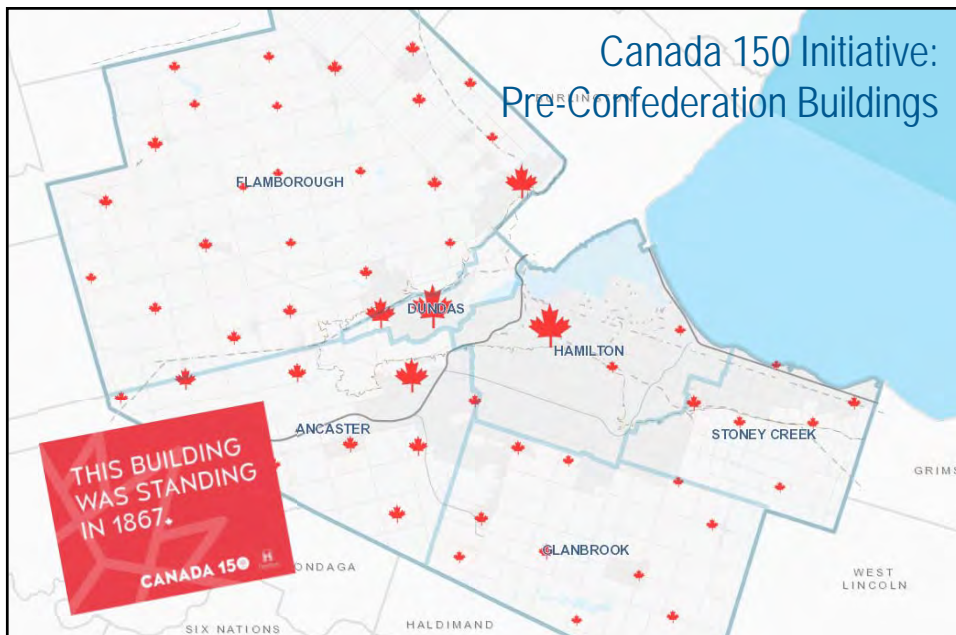 Canada 150 Initiative:
BURLINGTON
Pre-Confederation Buildings
FLAMBOROUGH
DUNDAS
HAMILTON
ANCASTER
STONEY CREEK
THIS BUILDING
WAS STANDING
IN 1867
CANADA 150
GRIMS
GLANBROOK
ONDAGA
WEST
LINCOLN
HALDIMAND
SIX NATIONS